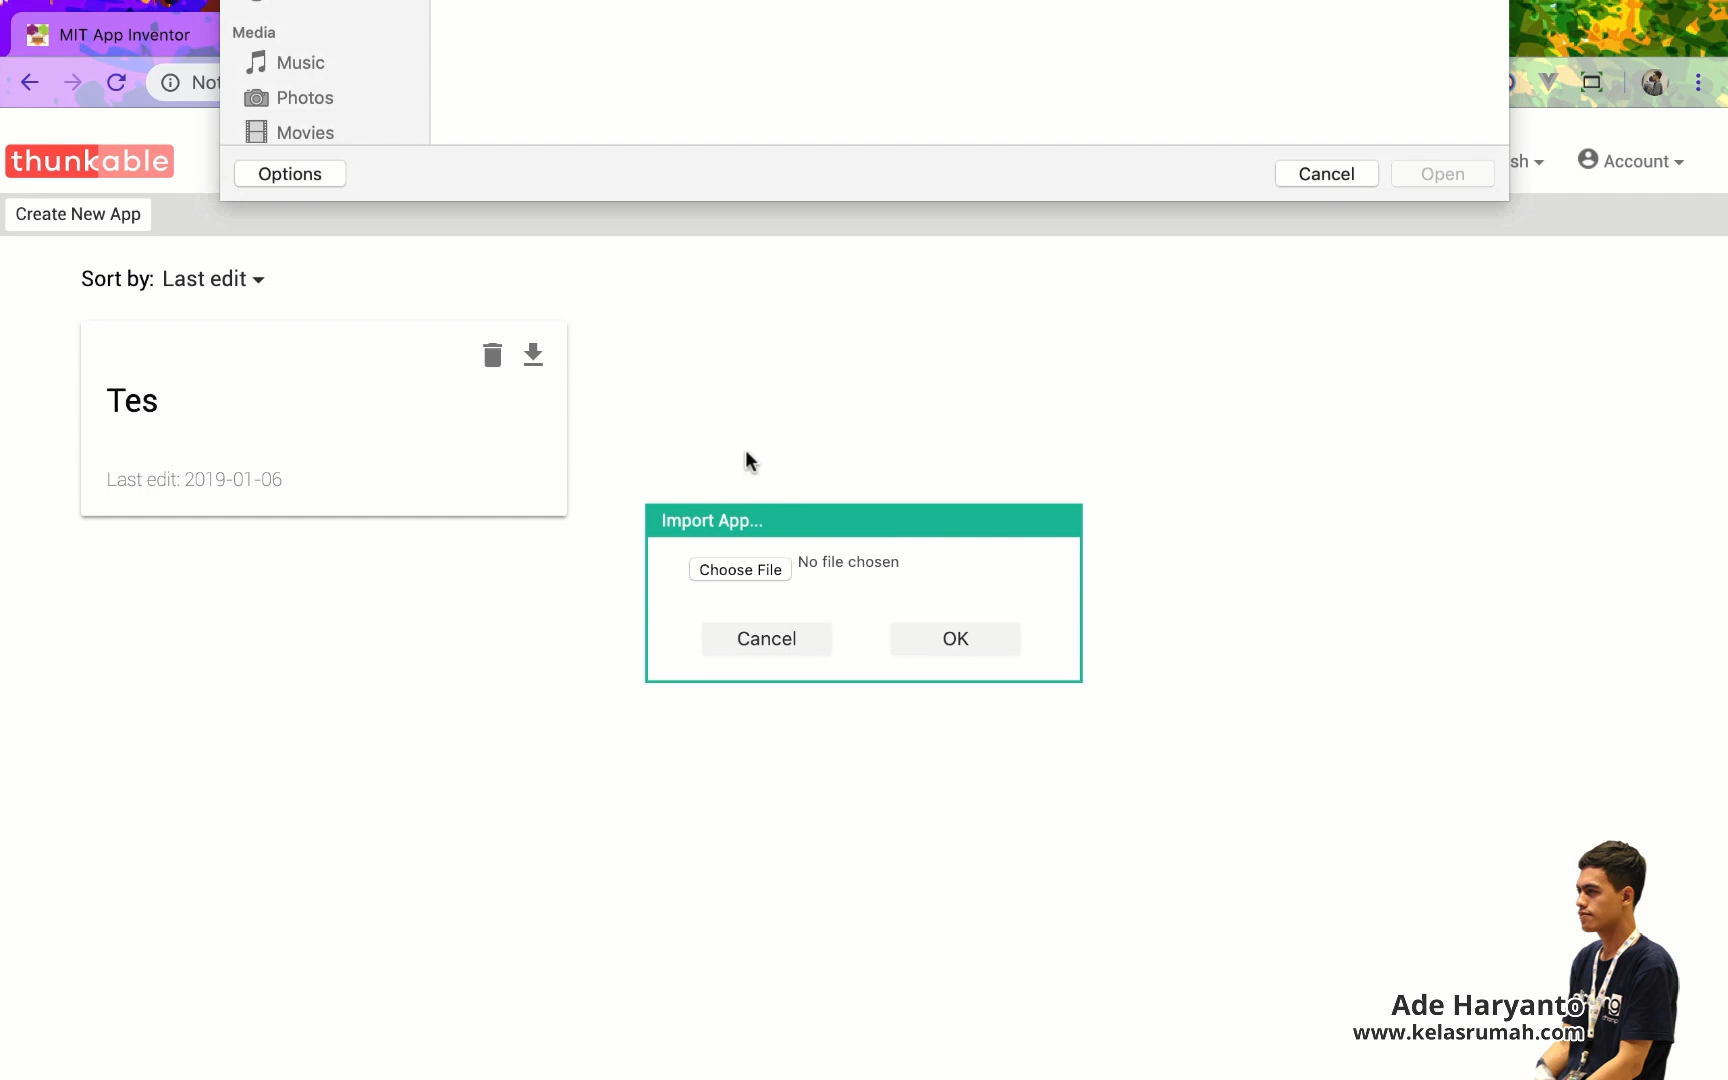 MIT App Inventor
Not
Media
Music
Photos
Movies
Options
Cancel
Open
thunkable
sh
Account
Create New App
Sort by: Last edit
Tes
Last edit: 2019-01-06
Import App...
Choose File
No file chosen
Cancel
OK
Ade Haryanto
www.kelasrumah.com